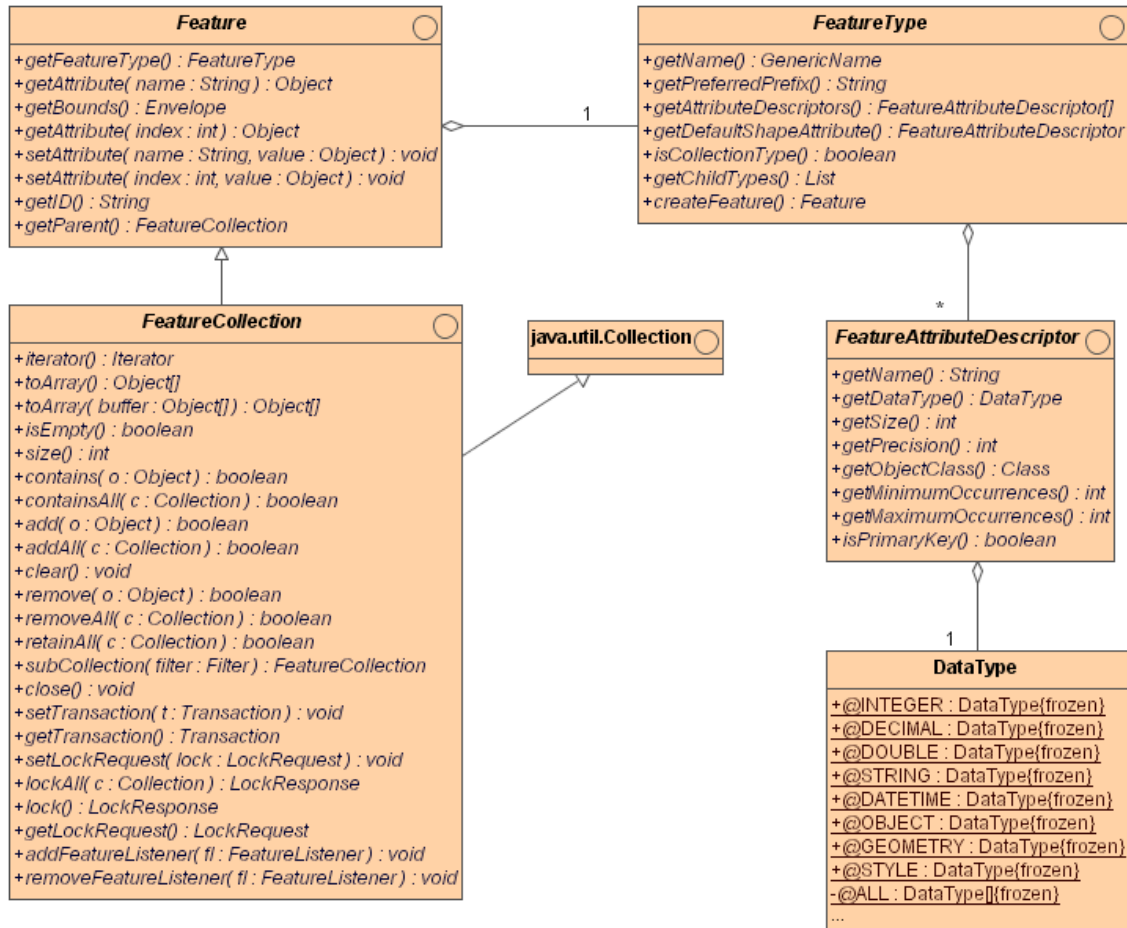 Feature
+getFeatureType() : FeatureType
+getAttribute( name : String ) : Object
+getBounds() : Envelope
+getAttribute( index : int ) : Object
+setAttribute( name : String, value : Object ) : void
+setAttribute( index : int, value : Object ) : void
+getID() : String
+getParent() : FeatureCollection
1
FeatureType
+getName() : GenericName
+getPreferredPrefix() : String
+getAttributeDescriptors() : FeatureAttributeDescriptor[]
+getDefaultShapeAttribute() : FeatureAttributeDescriptor
+isCollectionType() : boolean
+getChildTypes() : List
+createFeature() : Feature
*
FeatureCollection
+iterator() : Iterator
+toArray() : Object[]
+toArray( buffer : Object[] ) : Object[]
+isEmpty() : boolean
+size() : int
+contains( o : Object ) : boolean
+containsAll( c : Collection ) : boolean
+add( o : Object ) : boolean
+addAll( c : Collection ) : boolean
+clear() : void
+remove( o : Object ) : boolean
+removeAll( c : Collection ) : boolean
+retainAll( c : Collection ) : boolean
+subCollection( filter : Filter ) : FeatureCollection
+close() : void
+setTransaction( t : Transaction ) : void
+getTransaction() : Transaction
+setLockRequest( lock : LockRequest ) : void
+lockAll( c : Collection ) : LockResponse
+lock() : LockResponse
+getLockRequest() : LockRequest
+addFeatureListener( fl : FeatureListener ) : void
+removeFeatureListener( fl : FeatureListener ) : void
java.util.Collection
FeatureAttributeDescriptor
+getName() : String
+getDataType() : DataType
+getSize() : int
+getPrecision() : int
+getObjectClass() : Class
+getMinimumOccurrences() : int
+getMaximumOccurrences() : int
+isPrimaryKey() : boolean
1
DataType
+@INTEGER : DataType{frozen}
+@DECIMAL : DataType{frozen}
+@DOUBLE : DataType{frozen}
+@STRING : DataType{frozen}
+@DATETIME : DataType{frozen}
+@OBJECT : DataType{frozen}
+@GEOMETRY : DataType{frozen}
+@STYLE : DataType{frozen}
-@ALL : DataType[]{frozen}
...